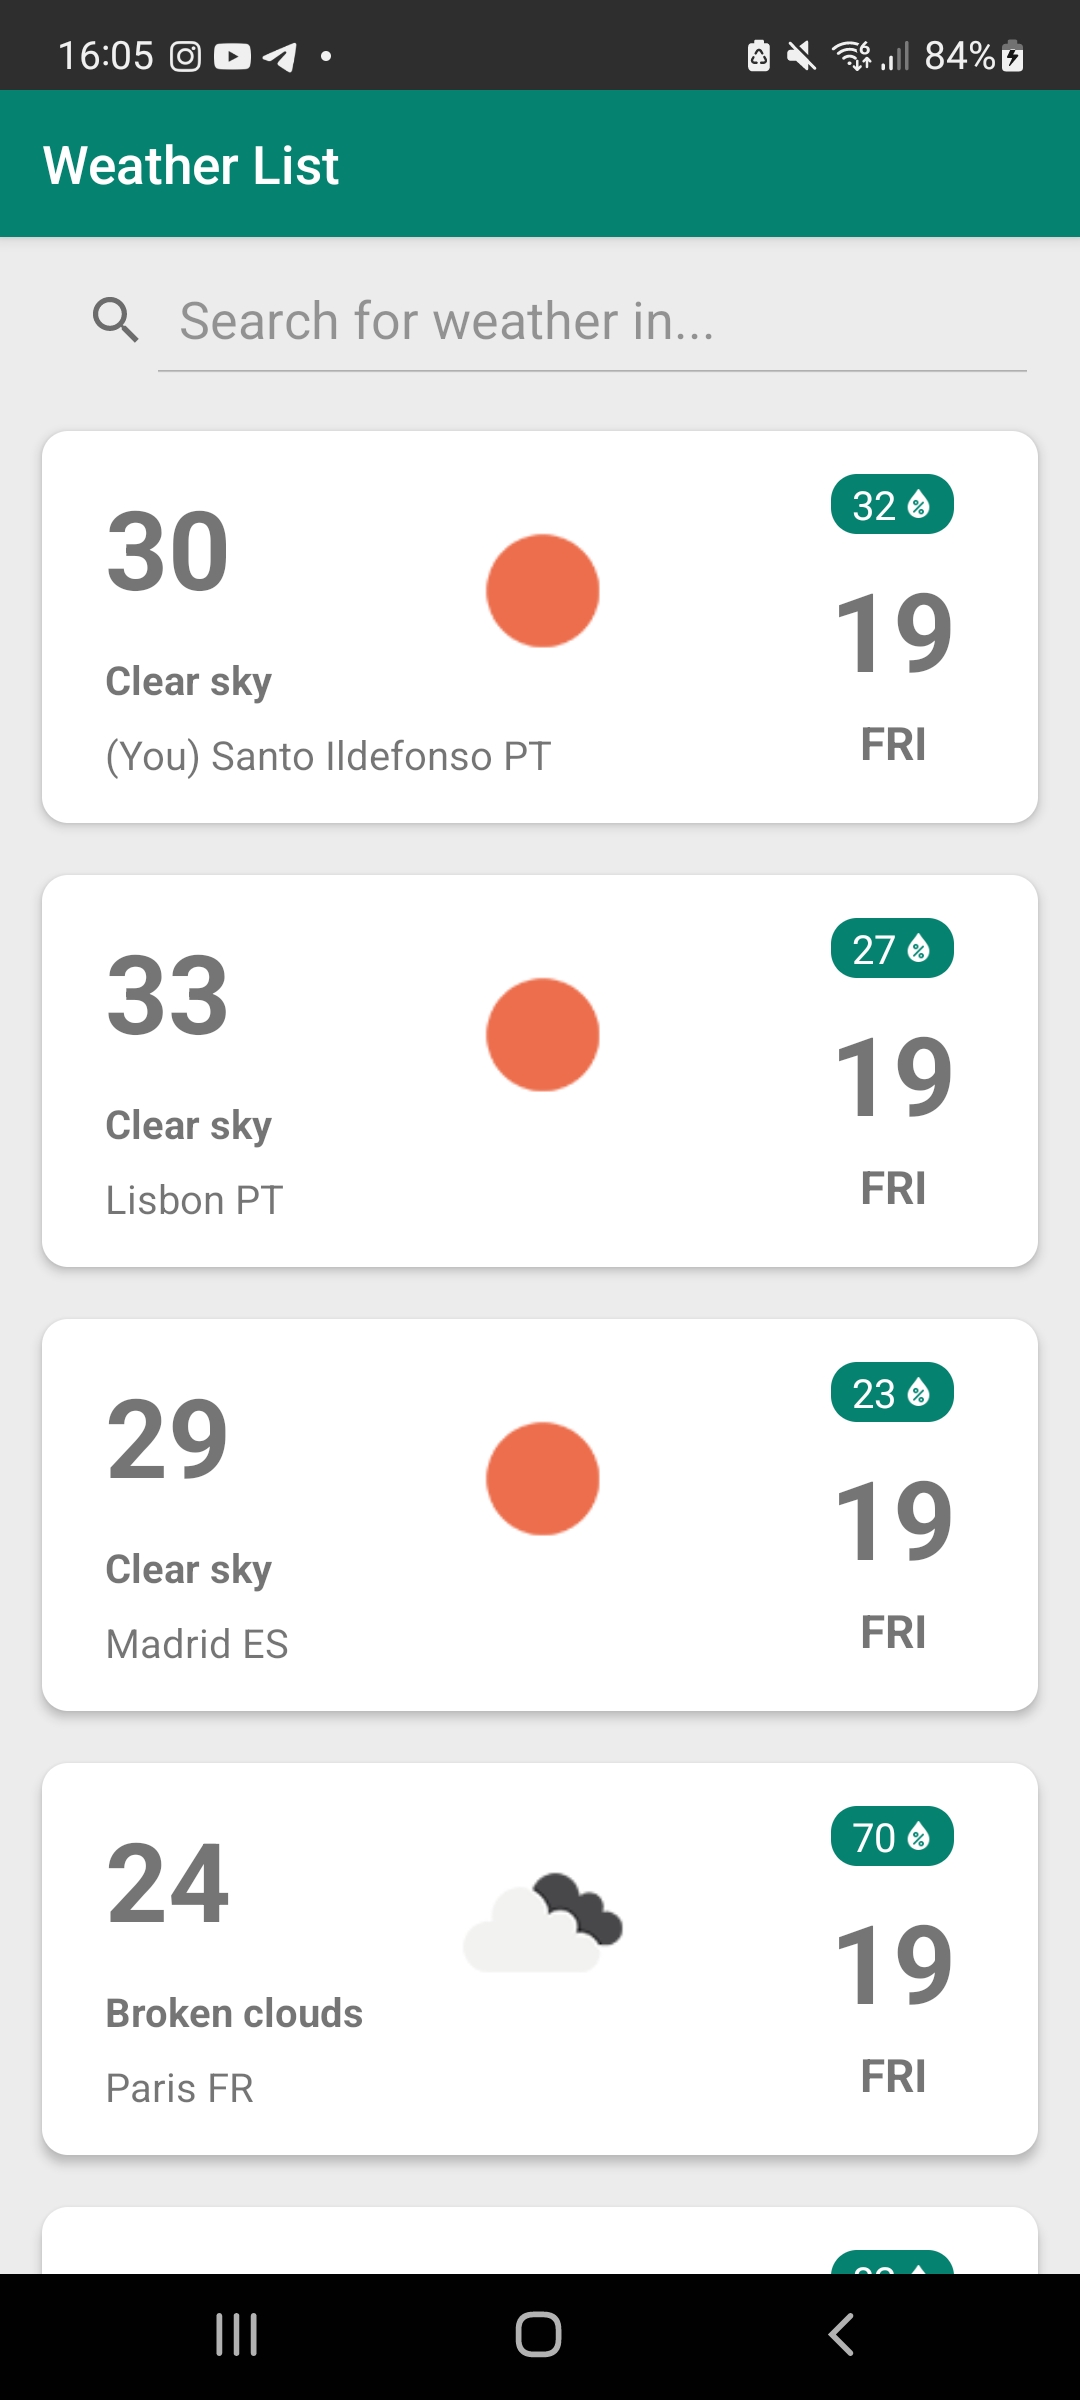 16:05
84%
Weather List
Search for weather in...
32
30
19
Clear sky
FRI
(You) Santo Ildefonso PT
27
33
19
Clear sky
FRI
Lisbon PT
23
29
19
Clear sky
FRI
Madrid ES
70
24
19
Broken clouds
FRI
Paris FR